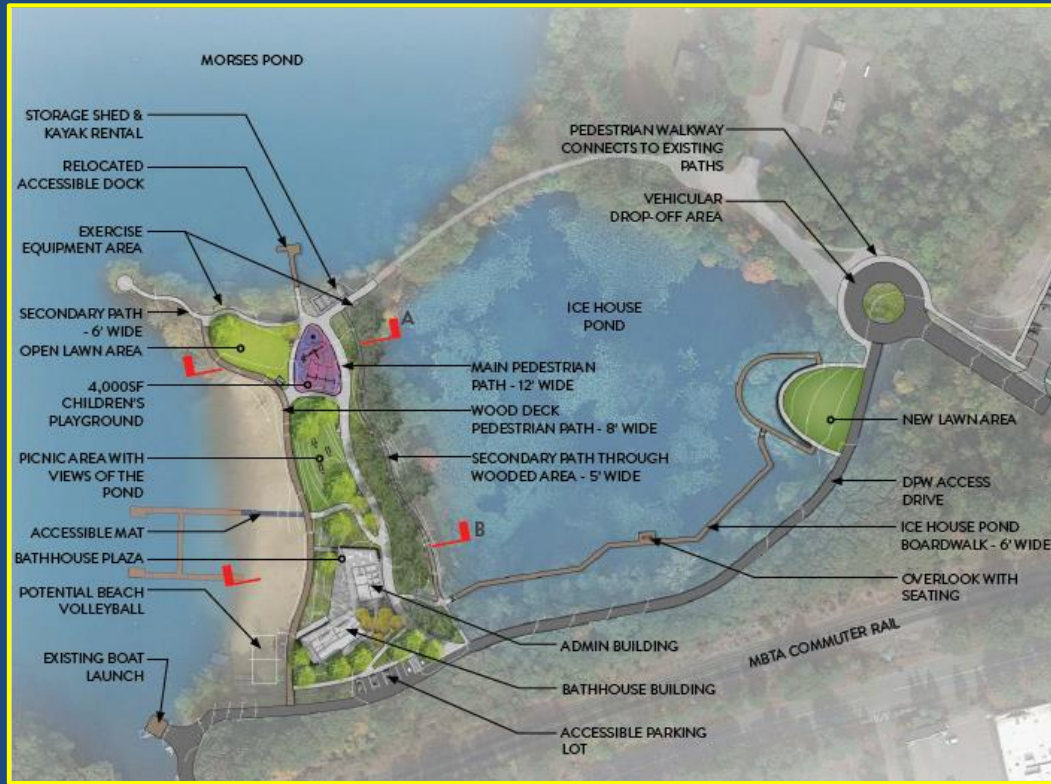 MORSES POND
STORAGE SHED &
KAYAK RENTAL
RELOCATED
ACCESSIBLE DOCK
EXERCISE
EQUIPMENT AREA
SECONDARY PATH
- 6' WIDE
OPEN LAWN AREA
4,000SF
CHILDREN'S
PLAYGROUND
PICNIC AREA WITH
VIEWS OF THE
POND
ACCESSIBLE MAT
BATHHOUSE PLAZA
POTENTIAL BEACH
VOLLEYBALL
EXISTING BOAT
LAUNCH
A
B
ICE HOUSE
POND
MAIN PEDESTRIAN
PATH - 12' WIDE
WOOD DECK
PEDESTRIAN PATH - 8' WIDE
SECONDARY PATH THROUGH
WOODED AREA - 5' WIDE
ADMIN BUILDING
BATHHOUSE BUILDING
ACCESSIBLE PARKING
LOT
PEDESTRIAN WALKWAY
CONNECTS TO EXISTING
PATHS
VEHICULAR
DROP-OFF AREA
NEW LAWN AREA
DPW ACCESS
DRIVE
ICE HOUSE POND
BOARDWALK - 6' WIDE
OVERLOOK WITH
SEATING
MBTA COMMUTER RAIL